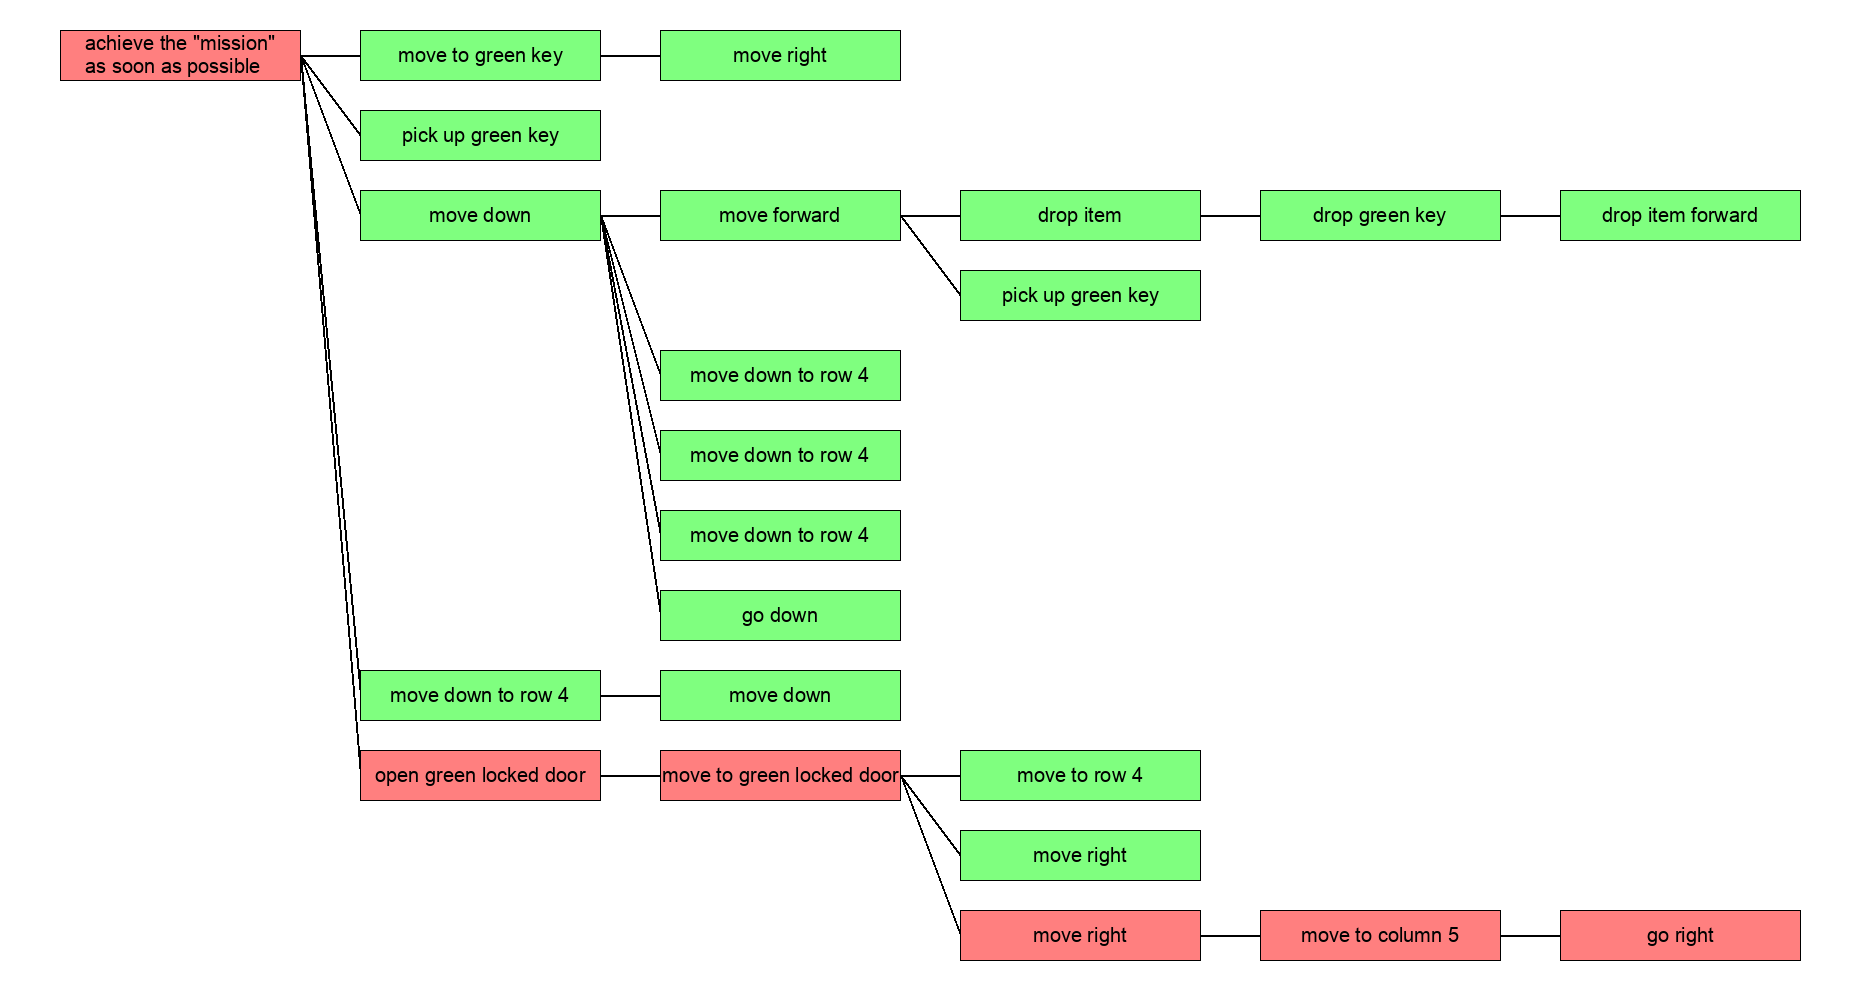 achieve the "mission"
as soon as possible
move to green key
move right
pick up green key
move down
move forward
drop item
drop green key
drop item forward
pick up green key
move down to row 4
move down to row 4
move down to row 4
go down
move down to row 4
move down
open green locked door
move to green locked door
move to row 4
move right
move right
move to column 5
go right